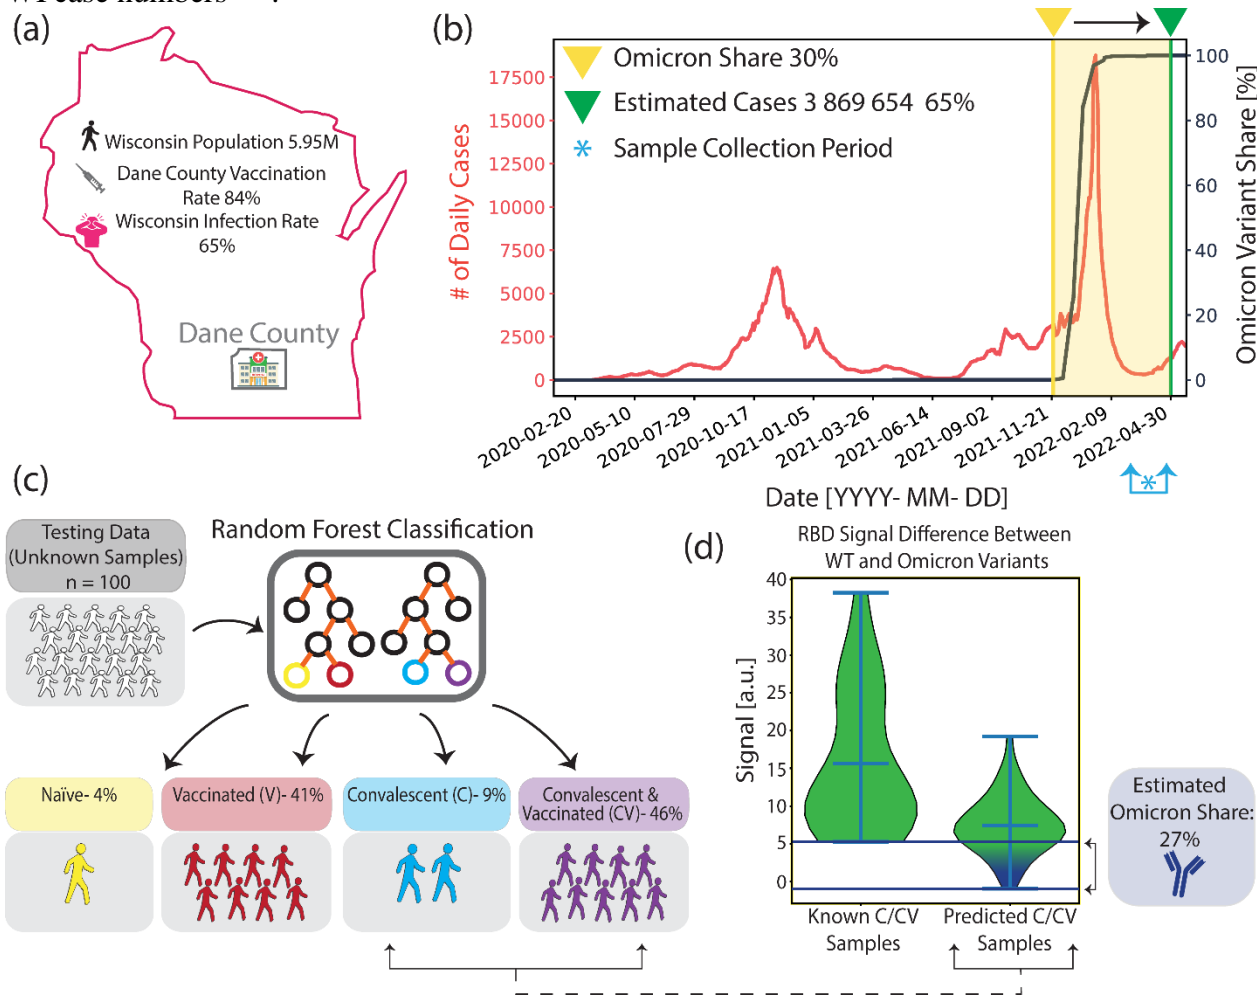 (a)
Wisconsin Population 5.95M
Dane County Vaccination
Rate 84%
Wisconsin Infection Rate
65%
Dane County
(b)
Omicron Share 30%
Estimated Cases 3 869 654 65%
Sample Collection Period
# of Daily Cases
17500
15000
12500
10000
7500
5000
2500
0
Omicron Variant Share [%]
100
80
60
40
20
0
2020-02-20
2020-05-10
2020-07-29
2020-10-17
2021-01-05
2021-03-26
2021-06-14
2021-09-02
2021-11-21
2022-02-09
2022-04-30
*
Date [YYYY- MM- DD]
(c)
Testing Data
(Unknown Samples)
n = 100
Random Forest Classification
Naïve- 4%
Vaccinated (V)- 41%
Convalescent (C)- 9%
Convalescent &
Vaccinated (CV)- 46%
(d)
RBD Signal Difference Between
WT and Omicron Variants
Signal [a.u.]
40
35
30
25
20
15
10
5
0
Known C/CV
Samples
Predicted C/CV
Samples
Estimated
Omicron Share:
27%